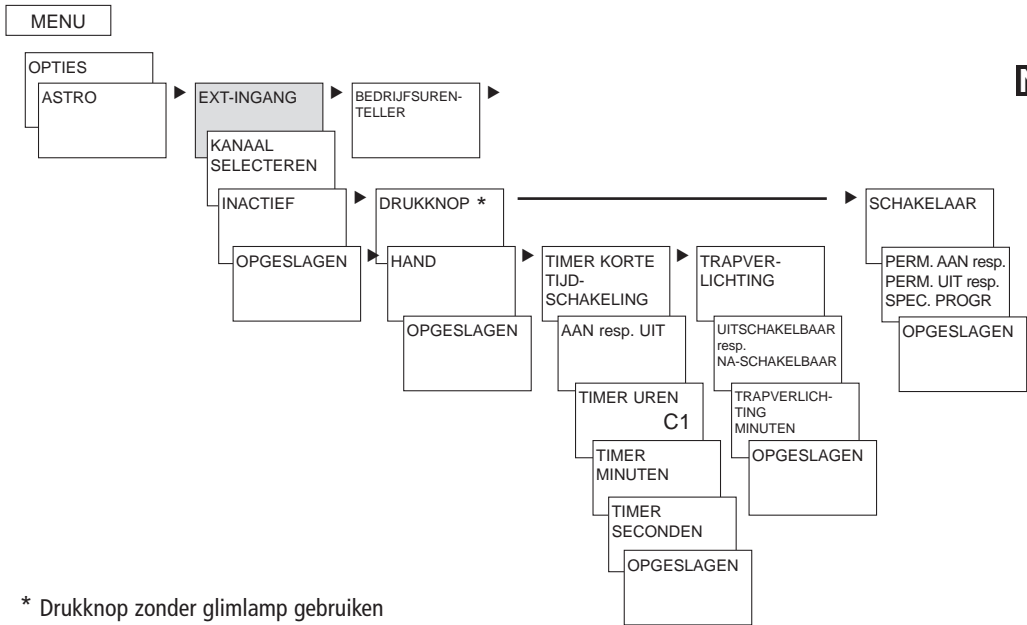 MENU
OPTIES
ASTRO
EXT-INGANG
BEDRIJFSUREN-
TELLER
KANAAL
SELECTEREN
INACTIEF
DRUKKNOP *
SCHAKELAAR
OPGESLAGEN
HAND
TIMER KORTE
TIJD-
SCHAKELING
TRAPVER-
LICHTING
PERM. AAN resp.
PERM. UIT resp.
SPEC. PROGR
OPGESLAGEN
AAN resp. UIT
UITSCHAKELBAAR
resp.
NA-SCHAKELBAAR
OPGESLAGEN
TIMER UREN
C1
TRAPVERLICH-
TING
MINUTEN
TIMER
MINUTEN
OPGESLAGEN
TIMER
SECONDEN
OPGESLAGEN
* Drukknop zonder glimlamp gebruiken